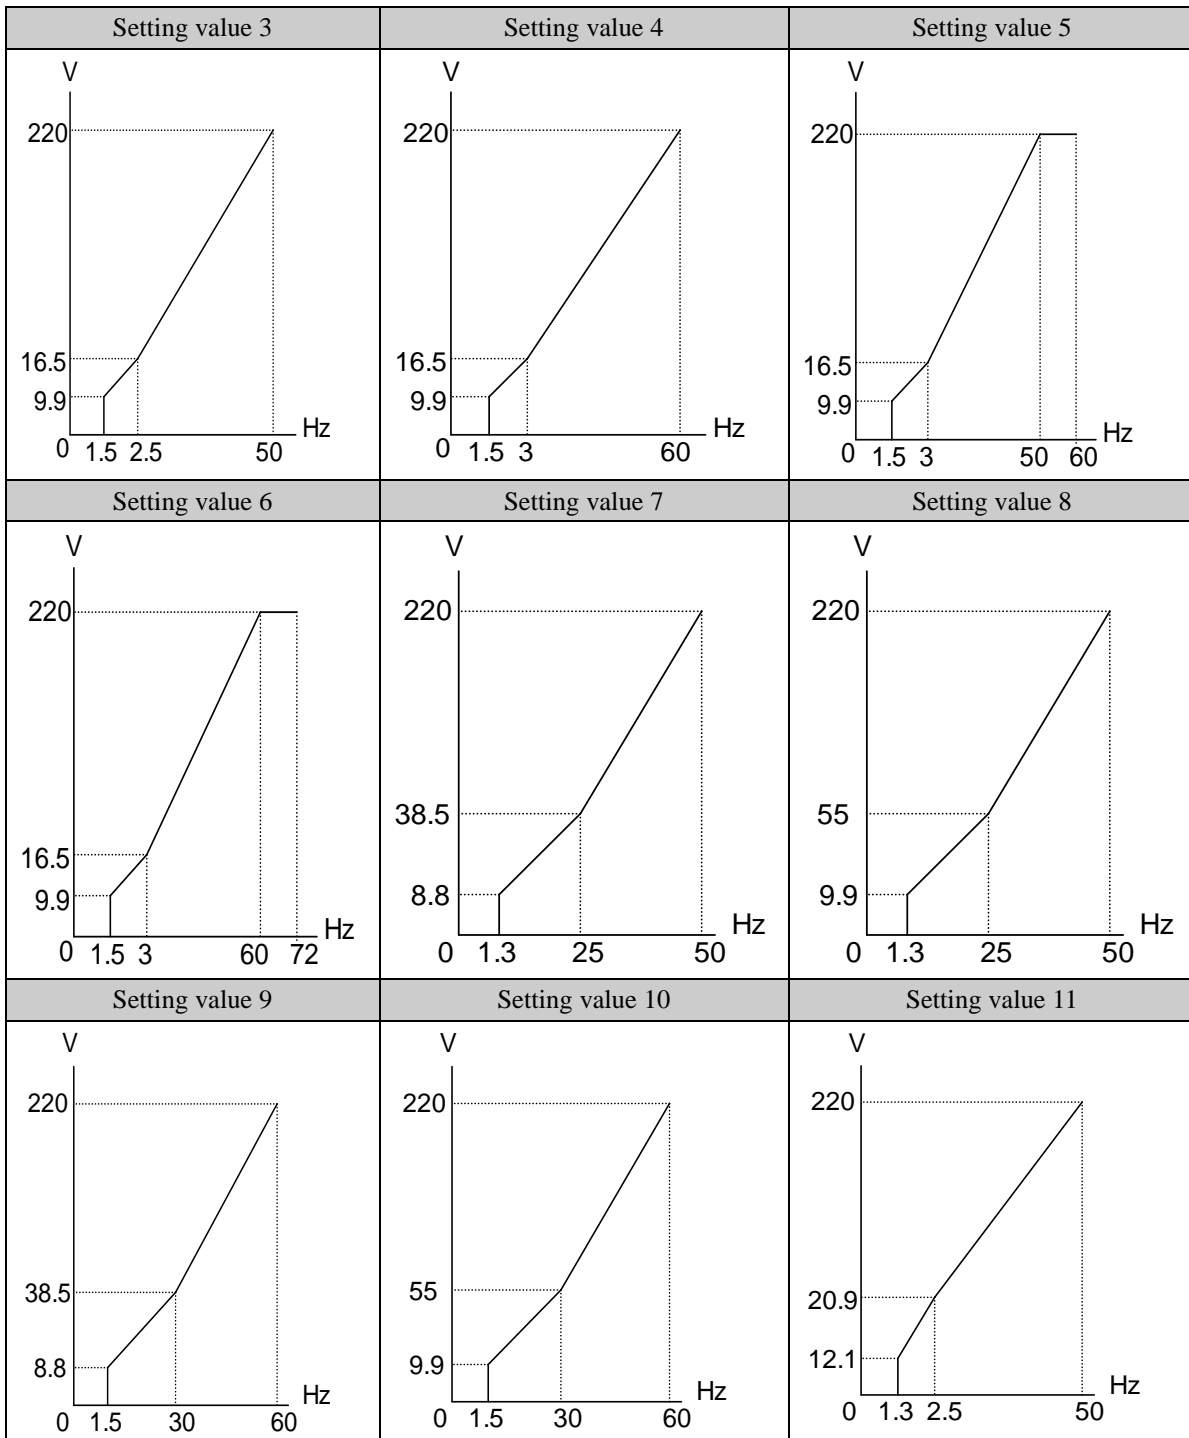 Setting value 3
Setting value 4
Setting value 5
V
220
16.5
9.9
Hz
0 1.5 2.5 50
V
220
16.5
9.9
Hz
0 1.5 3 60
V
220
16.5
9.9
Hz
0 1.5 3 50 60
Setting value 6
Setting value 7
Setting value 8
V
220
16.5
9.9
Hz
0 1.5 3 60 72
V
220
38.5
8.8
Hz
0 1.3 25 50
V
220
55
9.9
Hz
0 1.3 25 50
Setting value 9
Setting value 10
Setting value 11
V
220
38.5
8.8
Hz
0 1.5 30 60
V
220
55
9.9
Hz
0 1.5 30 60
V
220
20.9
12.1
Hz
0 1.3 2.5 50